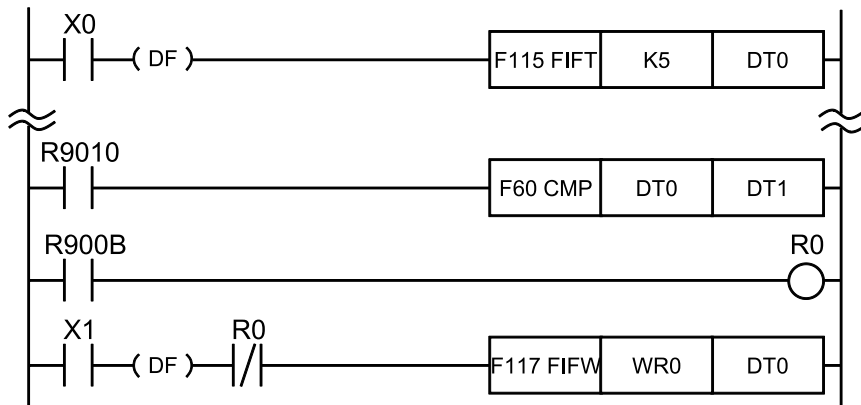 X0
( DF )
F115 FIFT K5 DT0
R9010
F60 CMP DT0 DT1
R900B
R0
X1
R0
( DF )
F117 FIFW WR0 DT0